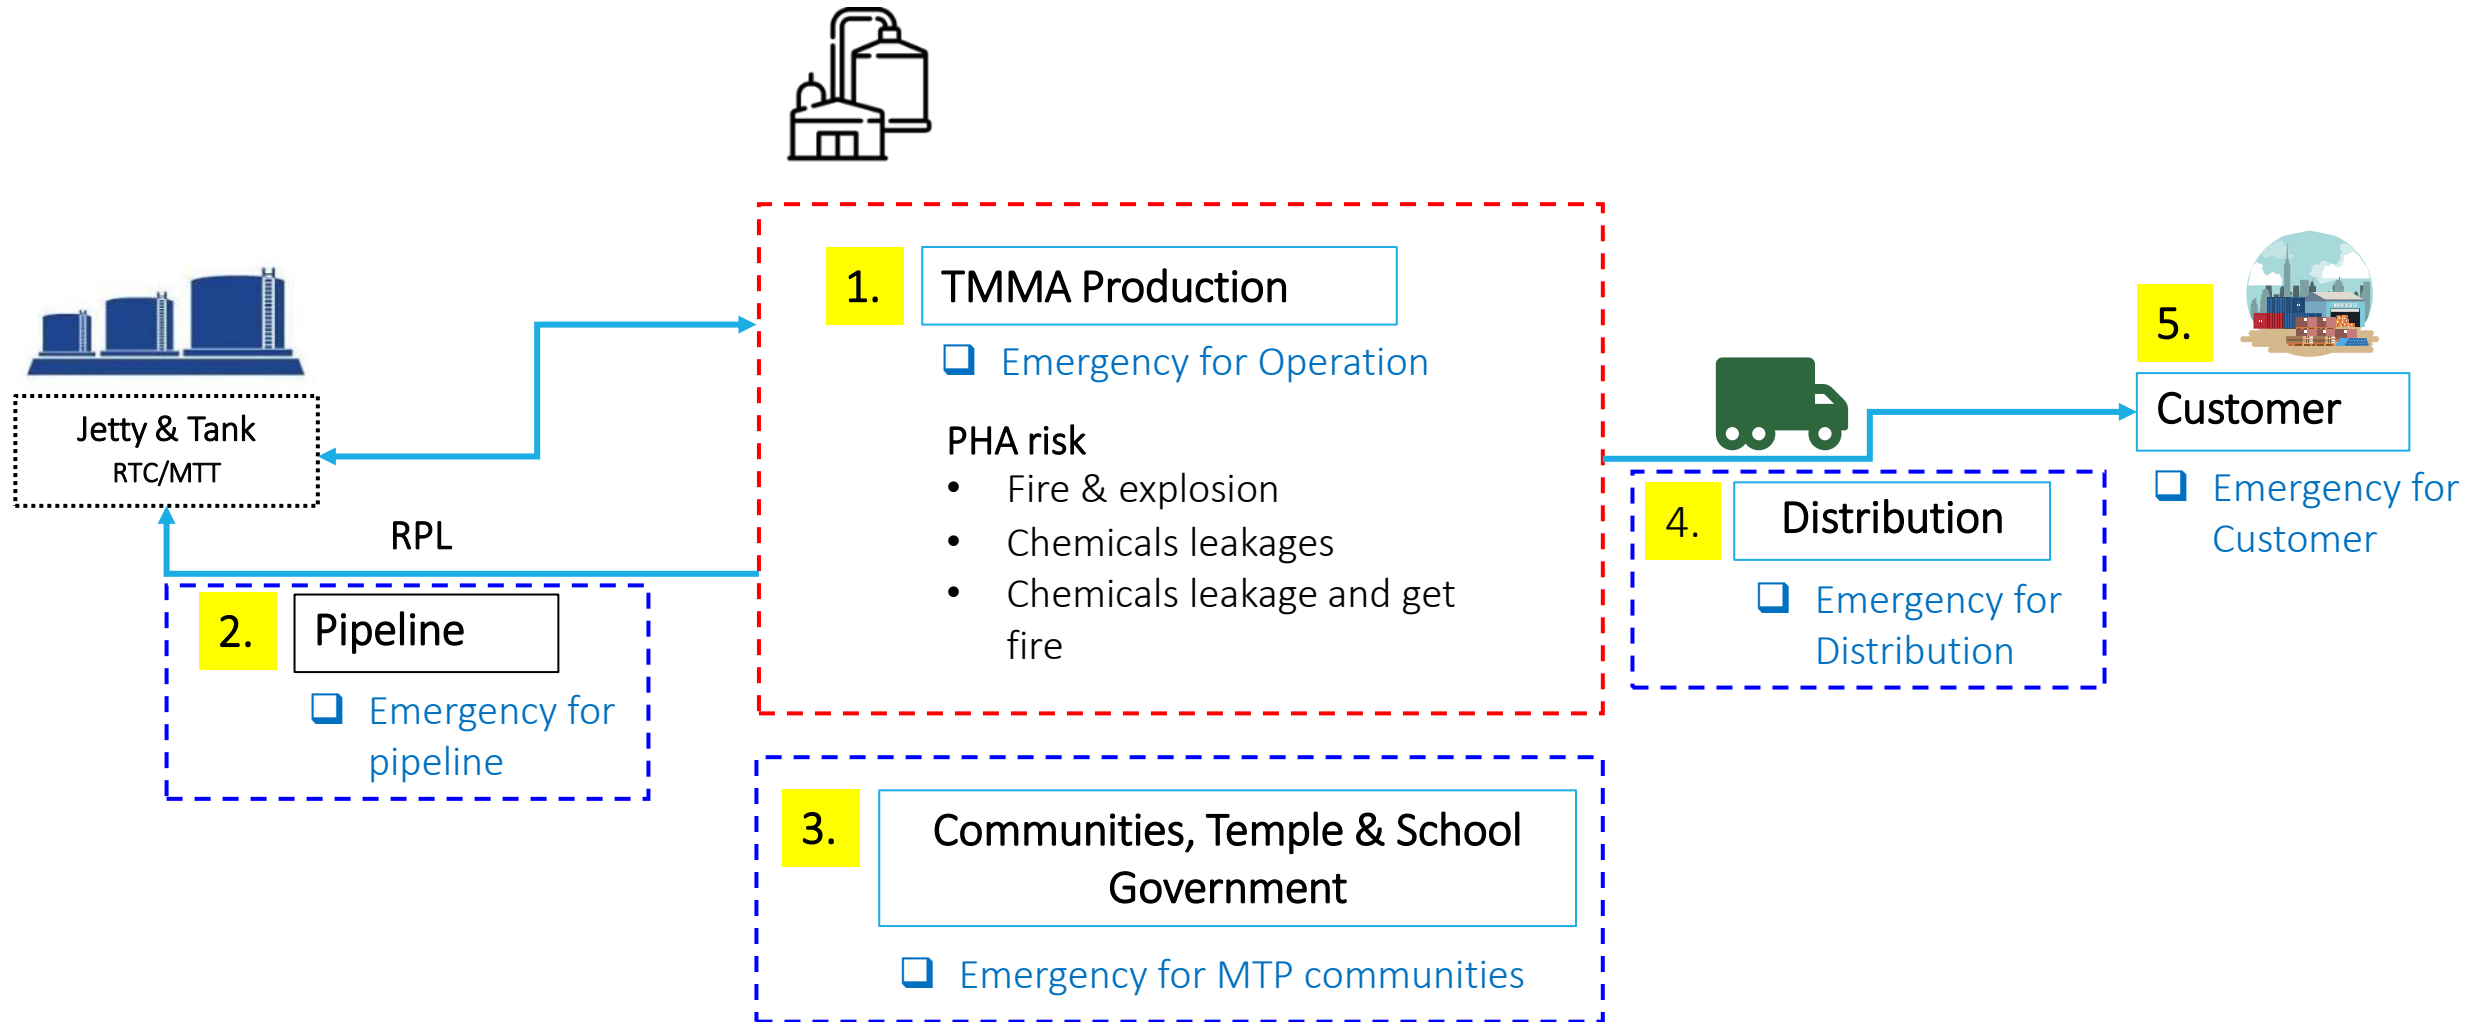 1.
TMMA Production
❑ Emergency for Operation
PHA risk
• Fire & explosion
• Chemicals leakages
• Chemicals leakage and get
fire
Jetty & Tank
RTC/MTT
RPL
2.
Pipeline
❑ Emergency for
pipeline
3.
Communities, Temple & School
Government
❑ Emergency for MTP communities
4.
Distribution
❑ Emergency for
Distribution
5.
Customer
❑ Emergency for
Customer